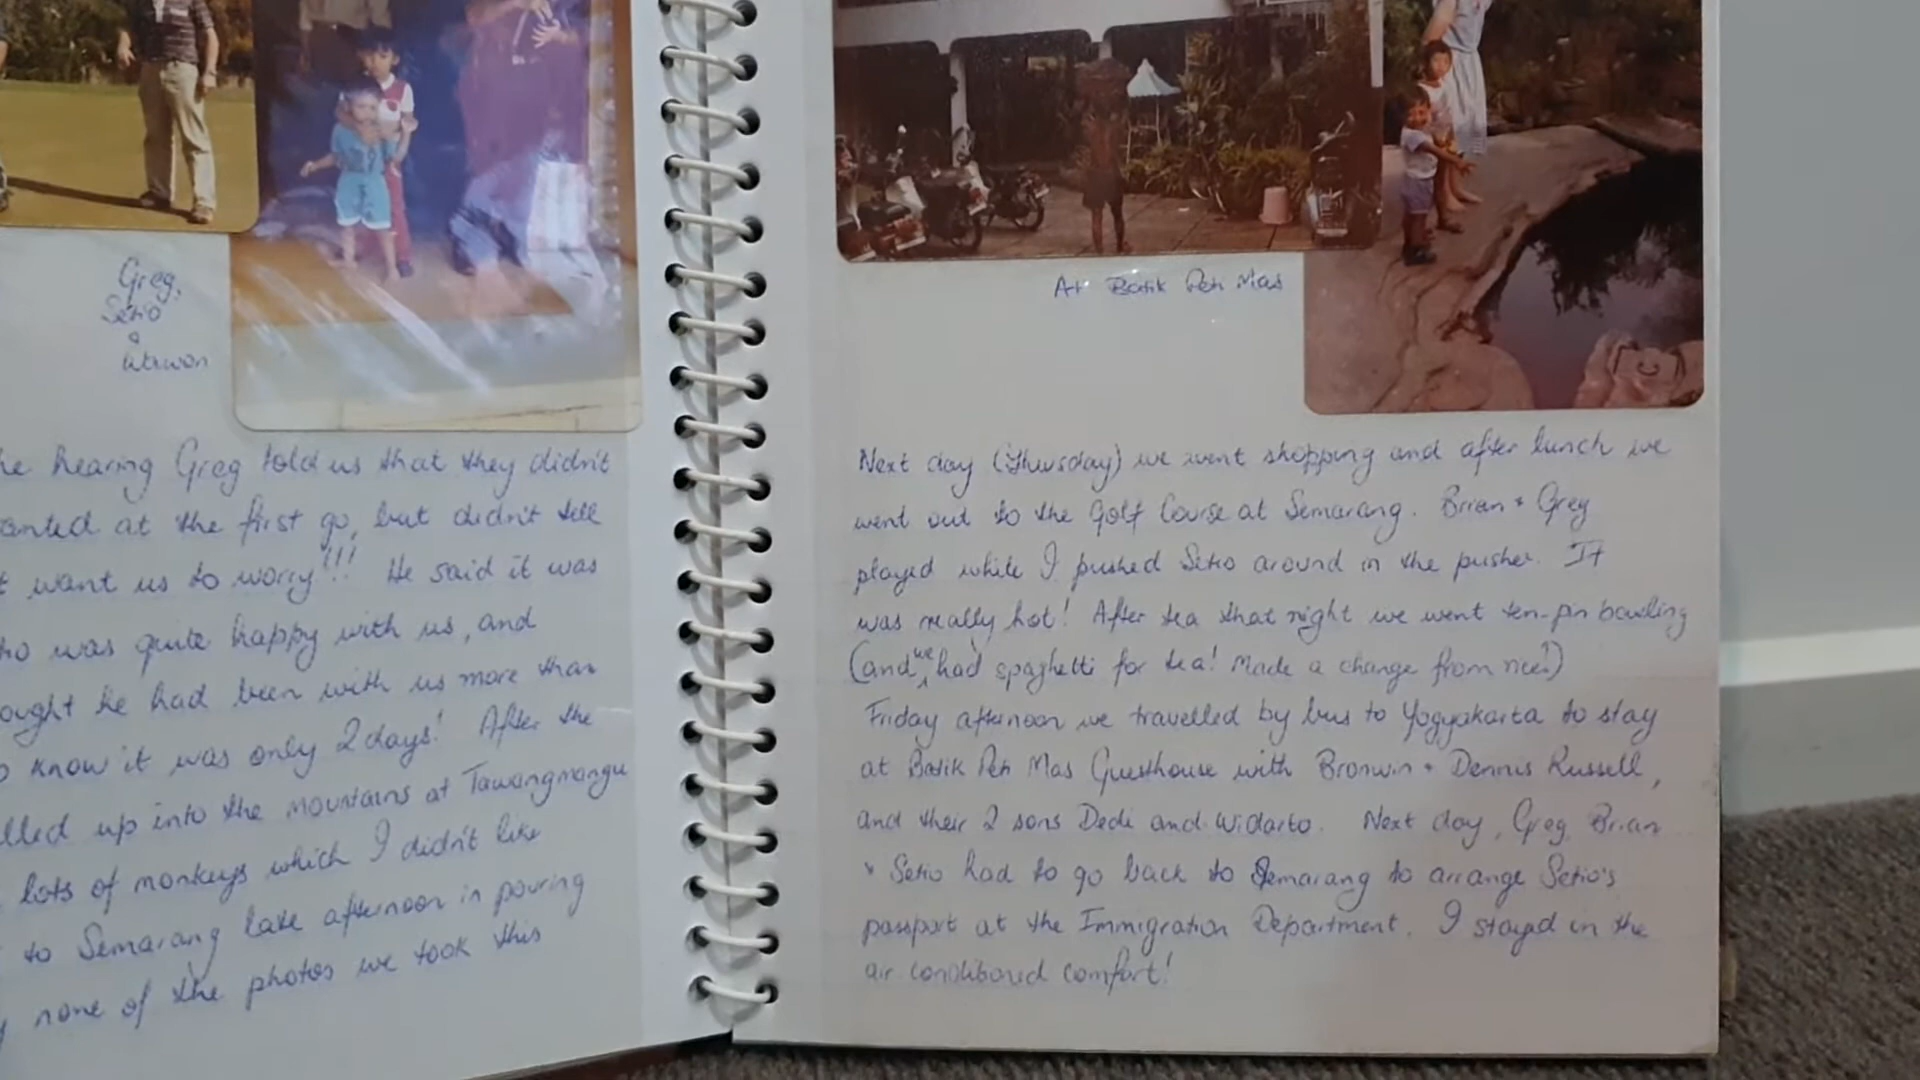 Greg,
Setio
&
Wawon
he hearing Greg told us that they didn't
anted at the first go, but didn't tell
t want us to worry!!! He said it was
ho was quite happy with us, and
ought he had been with us more than
o know it was only 2 days! After the
lled up into the mountains at Tawangmangu
lots of monkeys which I didn't like
to Semarang late afternoon in pouring
y none of the photos we took this
At Batik Peh Mas
Next day (Thursday) we went shopping and after lunch we
went out to the Golf Course at Semarang. Brian & Greg
played while I pushed Setio around in the pusher. It
was really hot! After tea that night we went ten-pin bowling
(and we had spaghetti for tea! Made a change from rice!)
Friday afternoon we travelled by bus to Yogyakarta to stay
at Batik Peh Mas Guesthouse with Bronwin & Dennis Russell,
and their 2 sons Dedi and Widarto. Next day, Greg, Brian
& Setio had to go back to Semarang to arrange Setio's
passport at the Immigration Department. I stayed in the
air conditioned comfort!